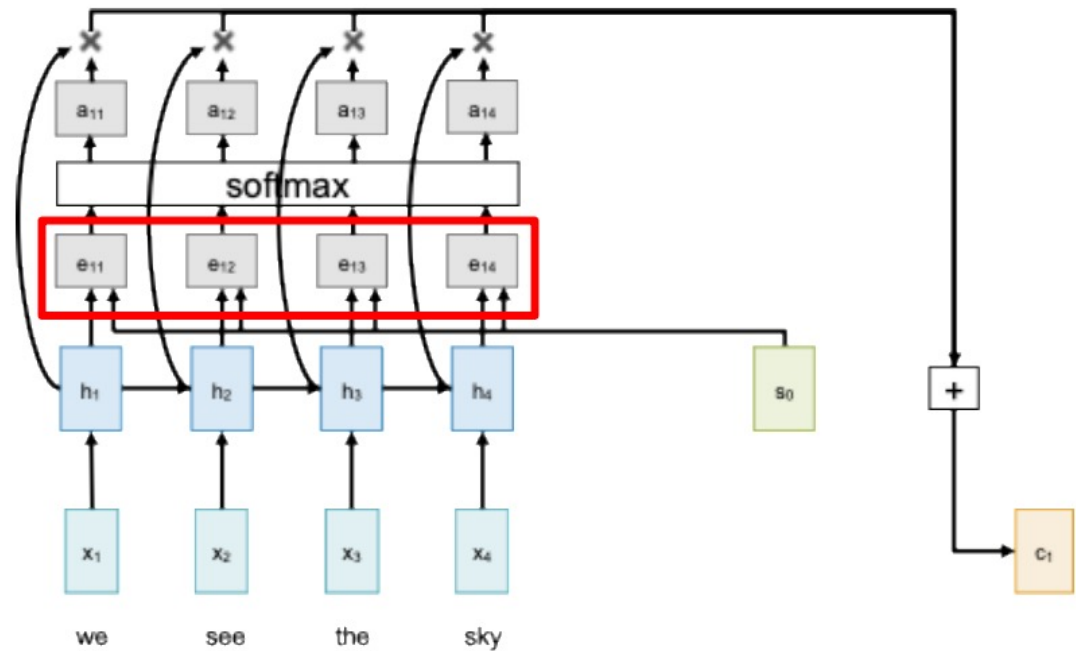 a₁₁ a₁₂ a₁₃ a₁₄
softmax
e₁₁ e₁₂ e₁₃ e₁₄
h₁ h₂ h₃ h₄ s₀ +
x₁ x₂ x₃ x₄ c₁
we see the sky